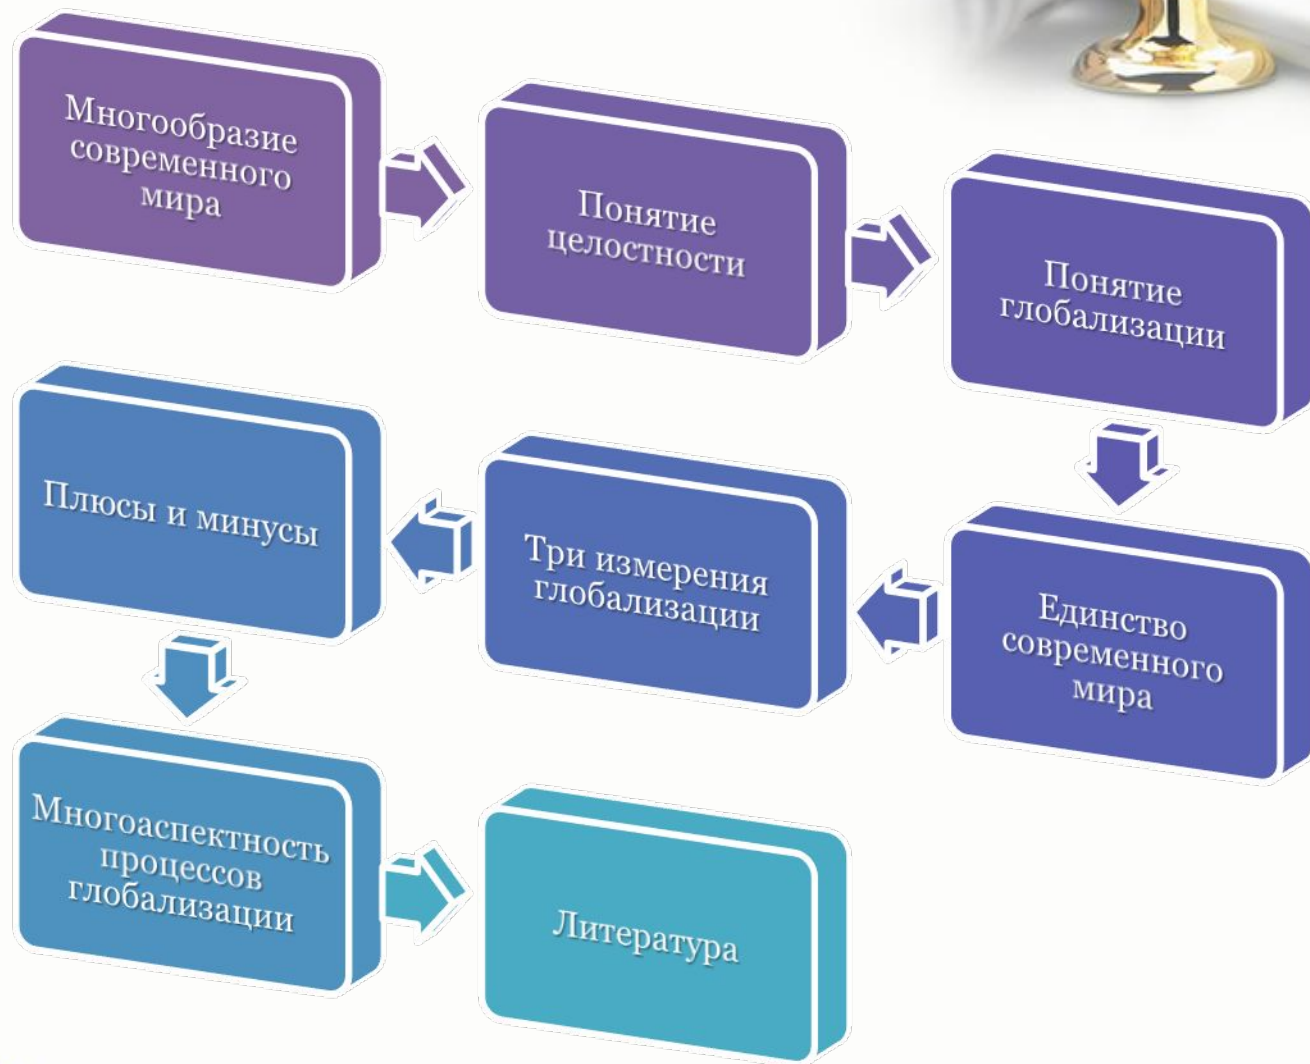 Многообразие
современного
мира
Понятие
целостности
Понятие
глобализации
Единство
современного
мира
Три измерения
глобализации
Плюсы и минусы
Многоаспектность
процессов
глобализации
Литература